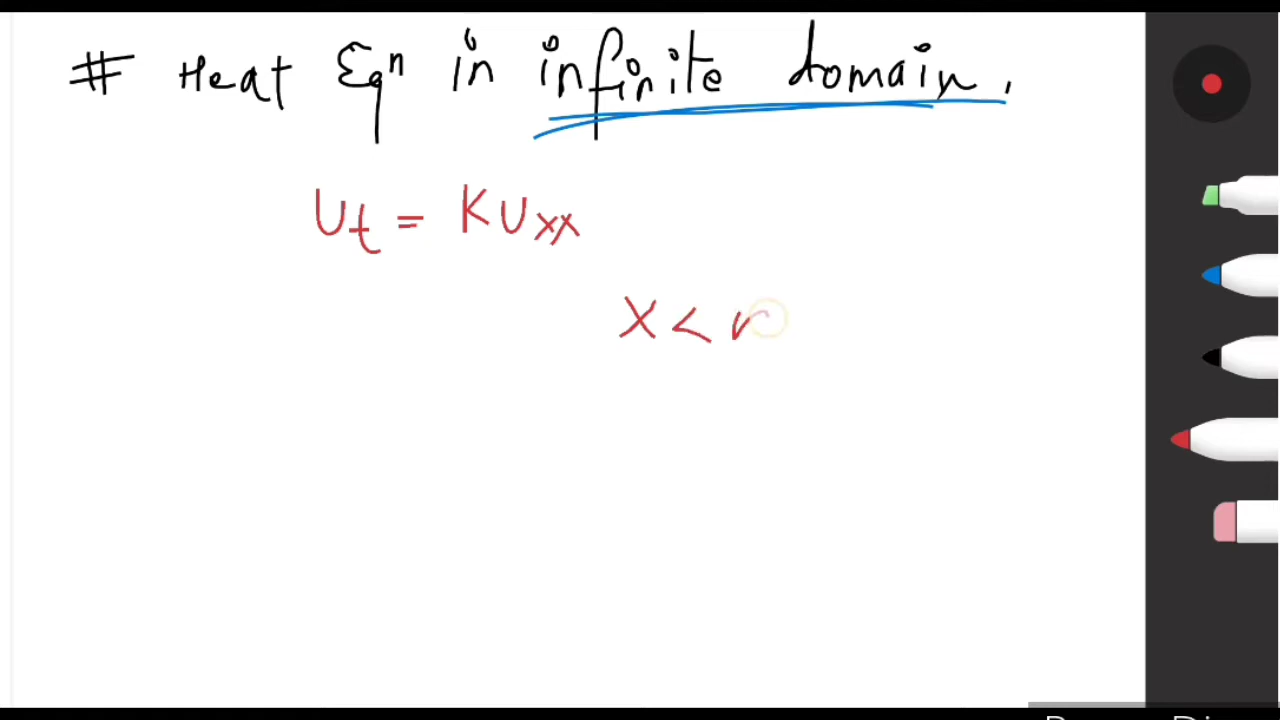 # Heat Eqⁿ in infinite domain.
Ut = KUxx
X <